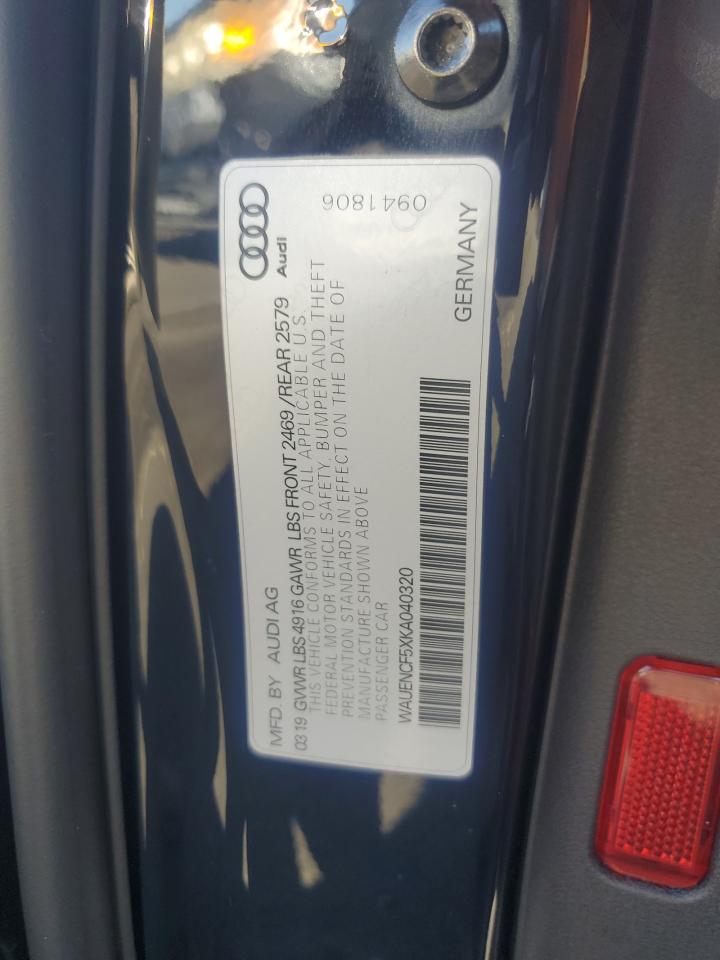 MFD. BY AUDI AG
03 19 GVWR LBS 4916 GAWR LBS FRONT 2469 /REAR 2579
THIS VEHICLE CONFORMS TO ALL APPLICABLE U.S.
FEDERAL MOTOR VEHICLE SAFETY, BUMPER AND THEFT
PREVENTION STANDARDS IN EFFECT ON THE DATE OF
MANUFACTURE SHOWN ABOVE
PASSENGER CAR
WAUENCF5XKA040320
Audi
0941806
GERMANY